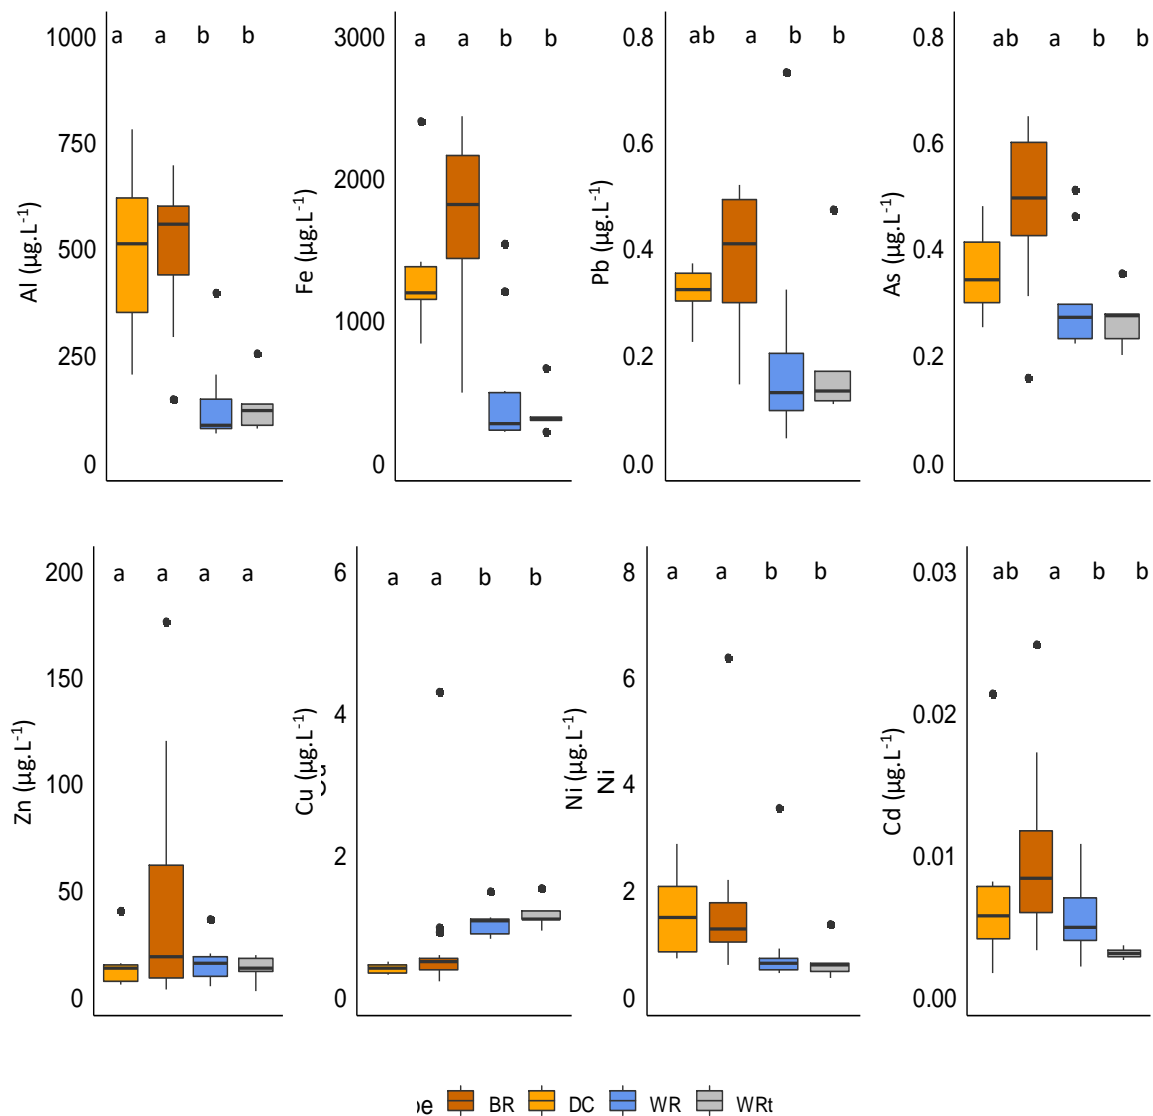 1000 a a b b
750
500
250
0
Al (µg.L⁻¹)
3000 a a b b
2000
1000
0
Fe (µg.L⁻¹)
0.8 ab a b b
0.6
0.4
0.2
0.0
Pb (µg.L⁻¹)
0.8 ab a b b
0.6
0.4
0.2
0.0
As (µg.L⁻¹)
200 a a a a
150
100
50
0
Zn (µg.L⁻¹)
6 a a b b
4
2
0
Cu (µg.L⁻¹)
8 a a b b
6
4
2
0
Ni (µg.L⁻¹)
Ni
0.03 ab a b b
0.02
0.01
0.00
Cd (µg.L⁻¹)
BR DC WR WRt